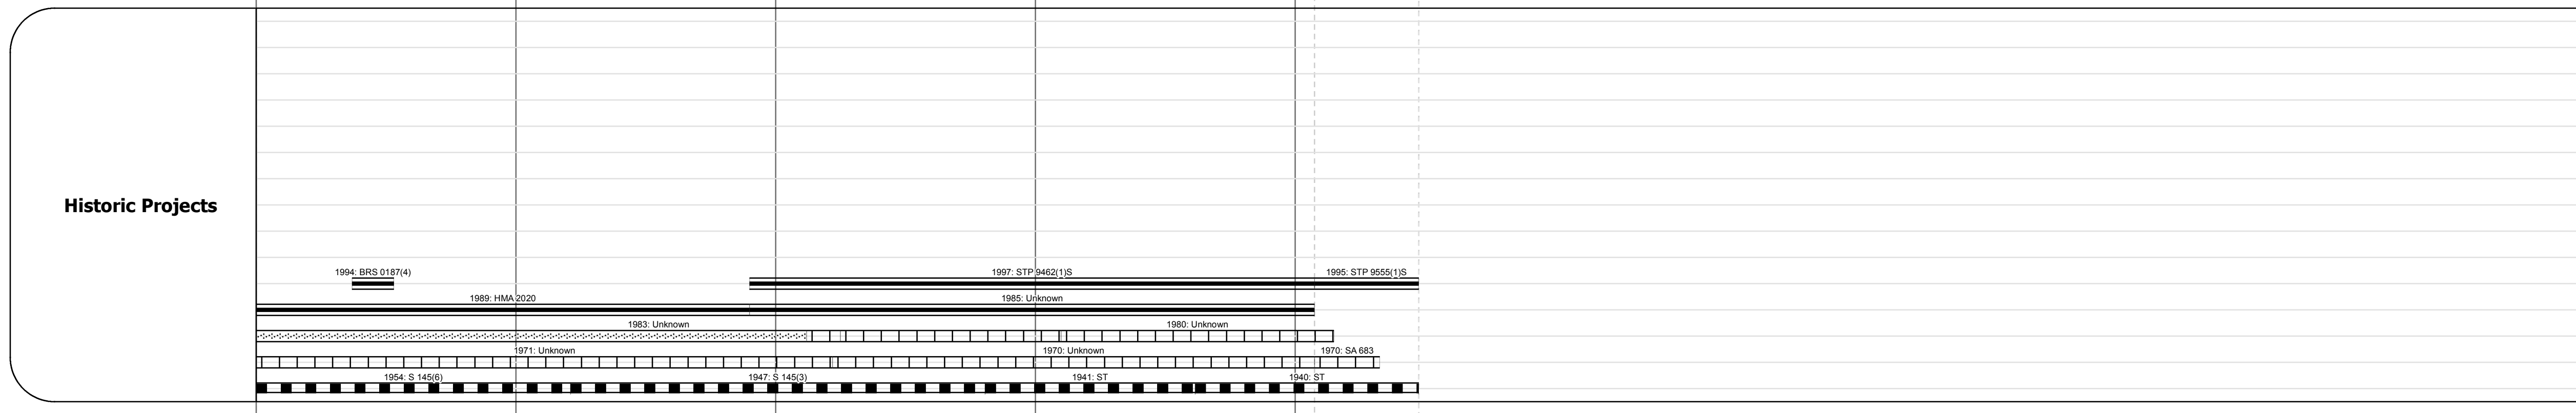 Historic Projects
1994: BRS 0187(4)
1997: STP 9462(1)S
1995: STP 9555(1)S
1989: HMA 2020
1985: Unknown
1983: Unknown
1980: Unknown
1971: Unknown
1970: Unknown
1970: SA 683
1954: S 145(6)
1947: S 145(3)
1941: ST
1940: ST